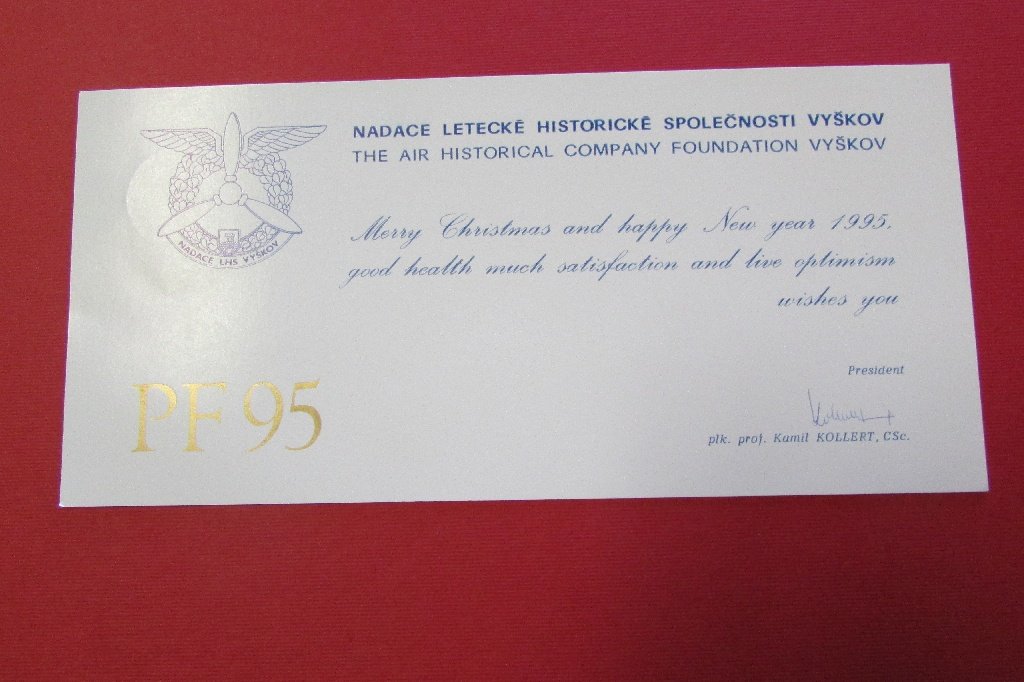 NADACE LETECKÉ HISTORICKÉ SPOLEČNOSTI VYŠKOV
THE AIR HISTORICAL COMPANY FOUNDATION VYŠKOV
NADACE LHS VYŠKOV
Merry Christmas and happy New year 1995,
good health much satisfaction and live optimism
wishes you
PF 95
President
plk. prof. Kamil KOLLERT, CSc.